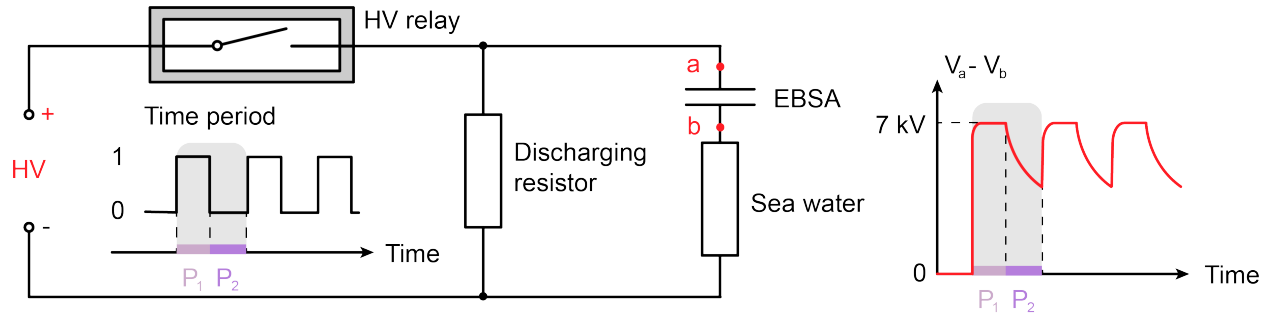 HV relay
+
HV
-
Time period
1
0
Time
P1 P2
Discharging
resistor
a
EBSA
b
Sea water
Va - Vb
7 kV
0
Time
P1 P2